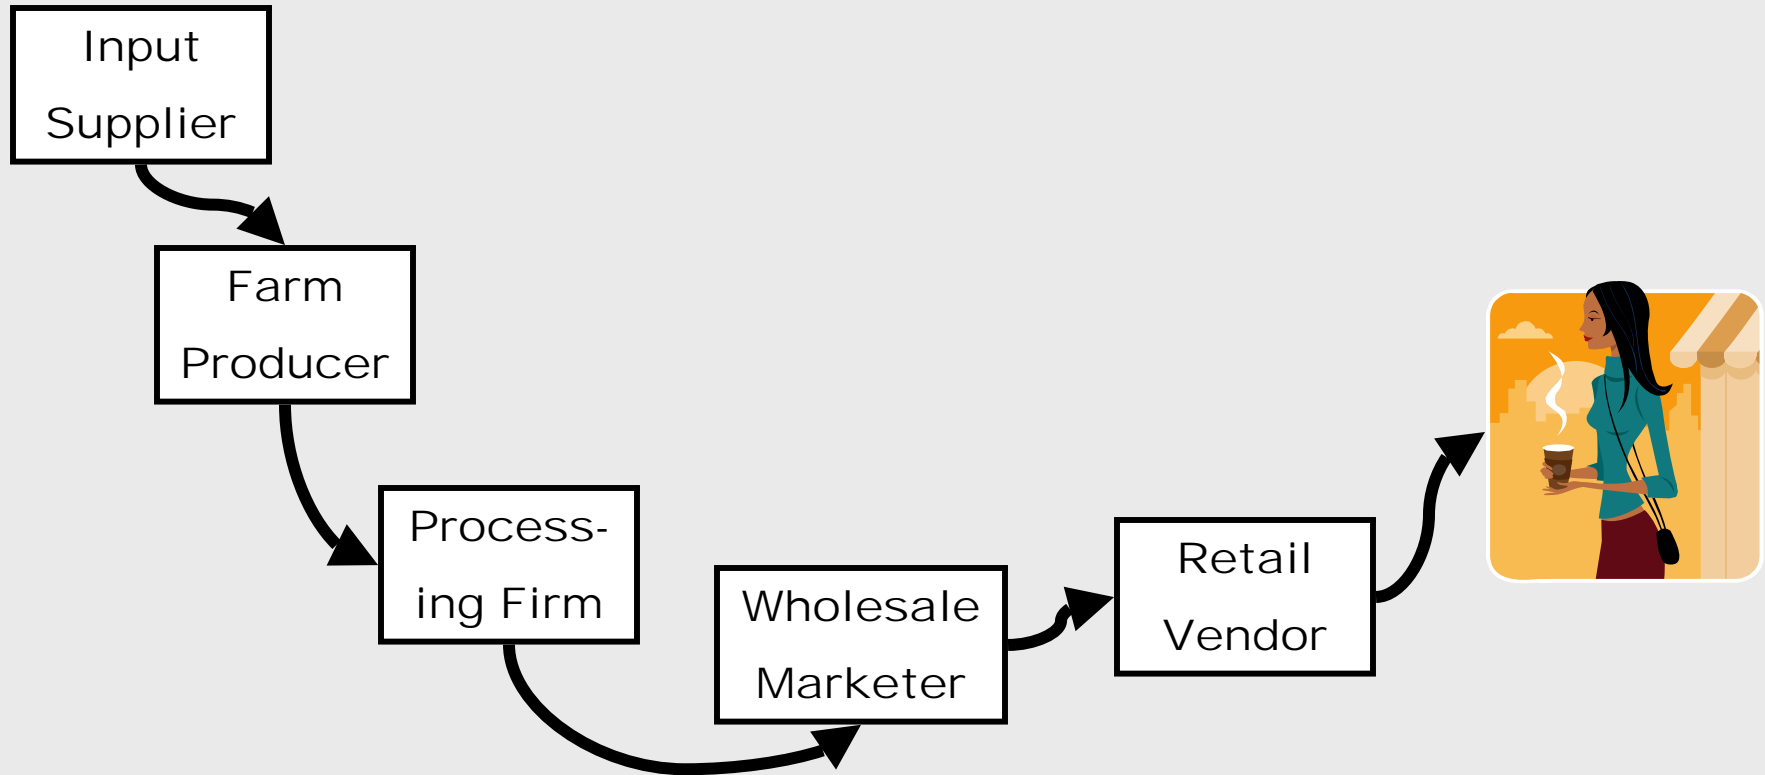 Input
Supplier
Farm
Producer
Process-
ing Firm
Wholesale
Marketer
Retail
Vendor